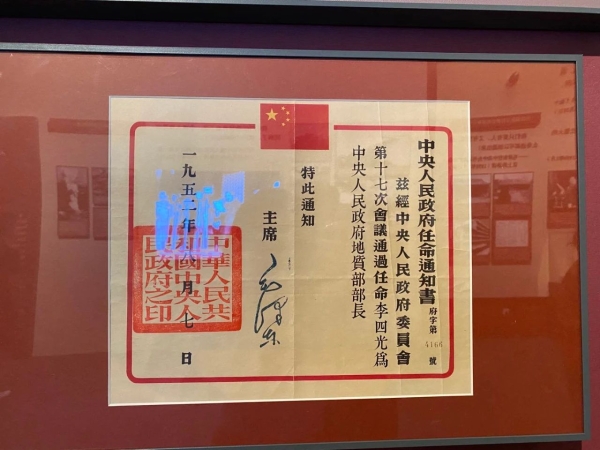 中央人民政府任命通知書 府字第 號
兹經中央人民政府委員會
第十七次會議通過任命李四光爲
中央人民政府地質部部長
特此通知
主席 毛澤東
一九五二年 月七日
中華人民共
和國中央人
民政府之印